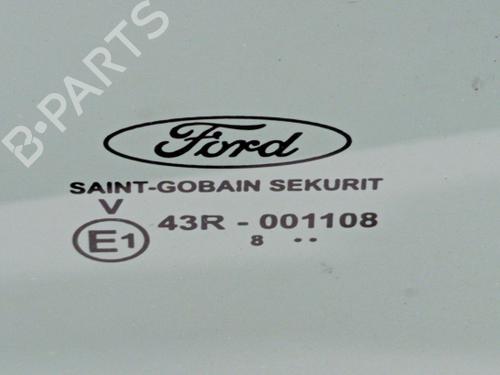 B-PARTS
Ford
SAINT-GOBAIN SEKURIT
V
E1 43R - 001108
8 ••